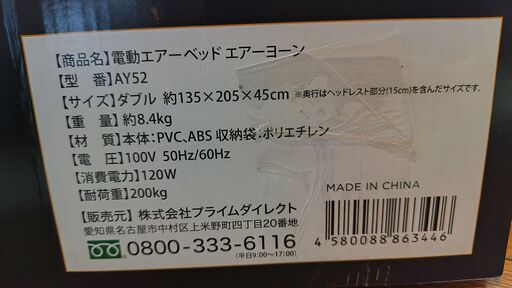 【商品名】電動エアーベッド エアーヨーン
【型　番】AY52
【サイズ】ダブル 約135×205×45cm ※奥行はヘッドレスト部分(15cm)を含んだサイズです。
【重　量】約8.4kg
【材　質】本体:PVC、ABS 収納袋:ポリエチレン
【電　圧】100V 50Hz/60Hz
【消費電力】120W
【耐荷重】200kg
MADE IN CHINA
【販売元】株式会社プライムダイレクト
愛知県名古屋市中村区上米野町四丁目20番地
0800-333-6116
(平日9:00~17:00)
4 580088 863446